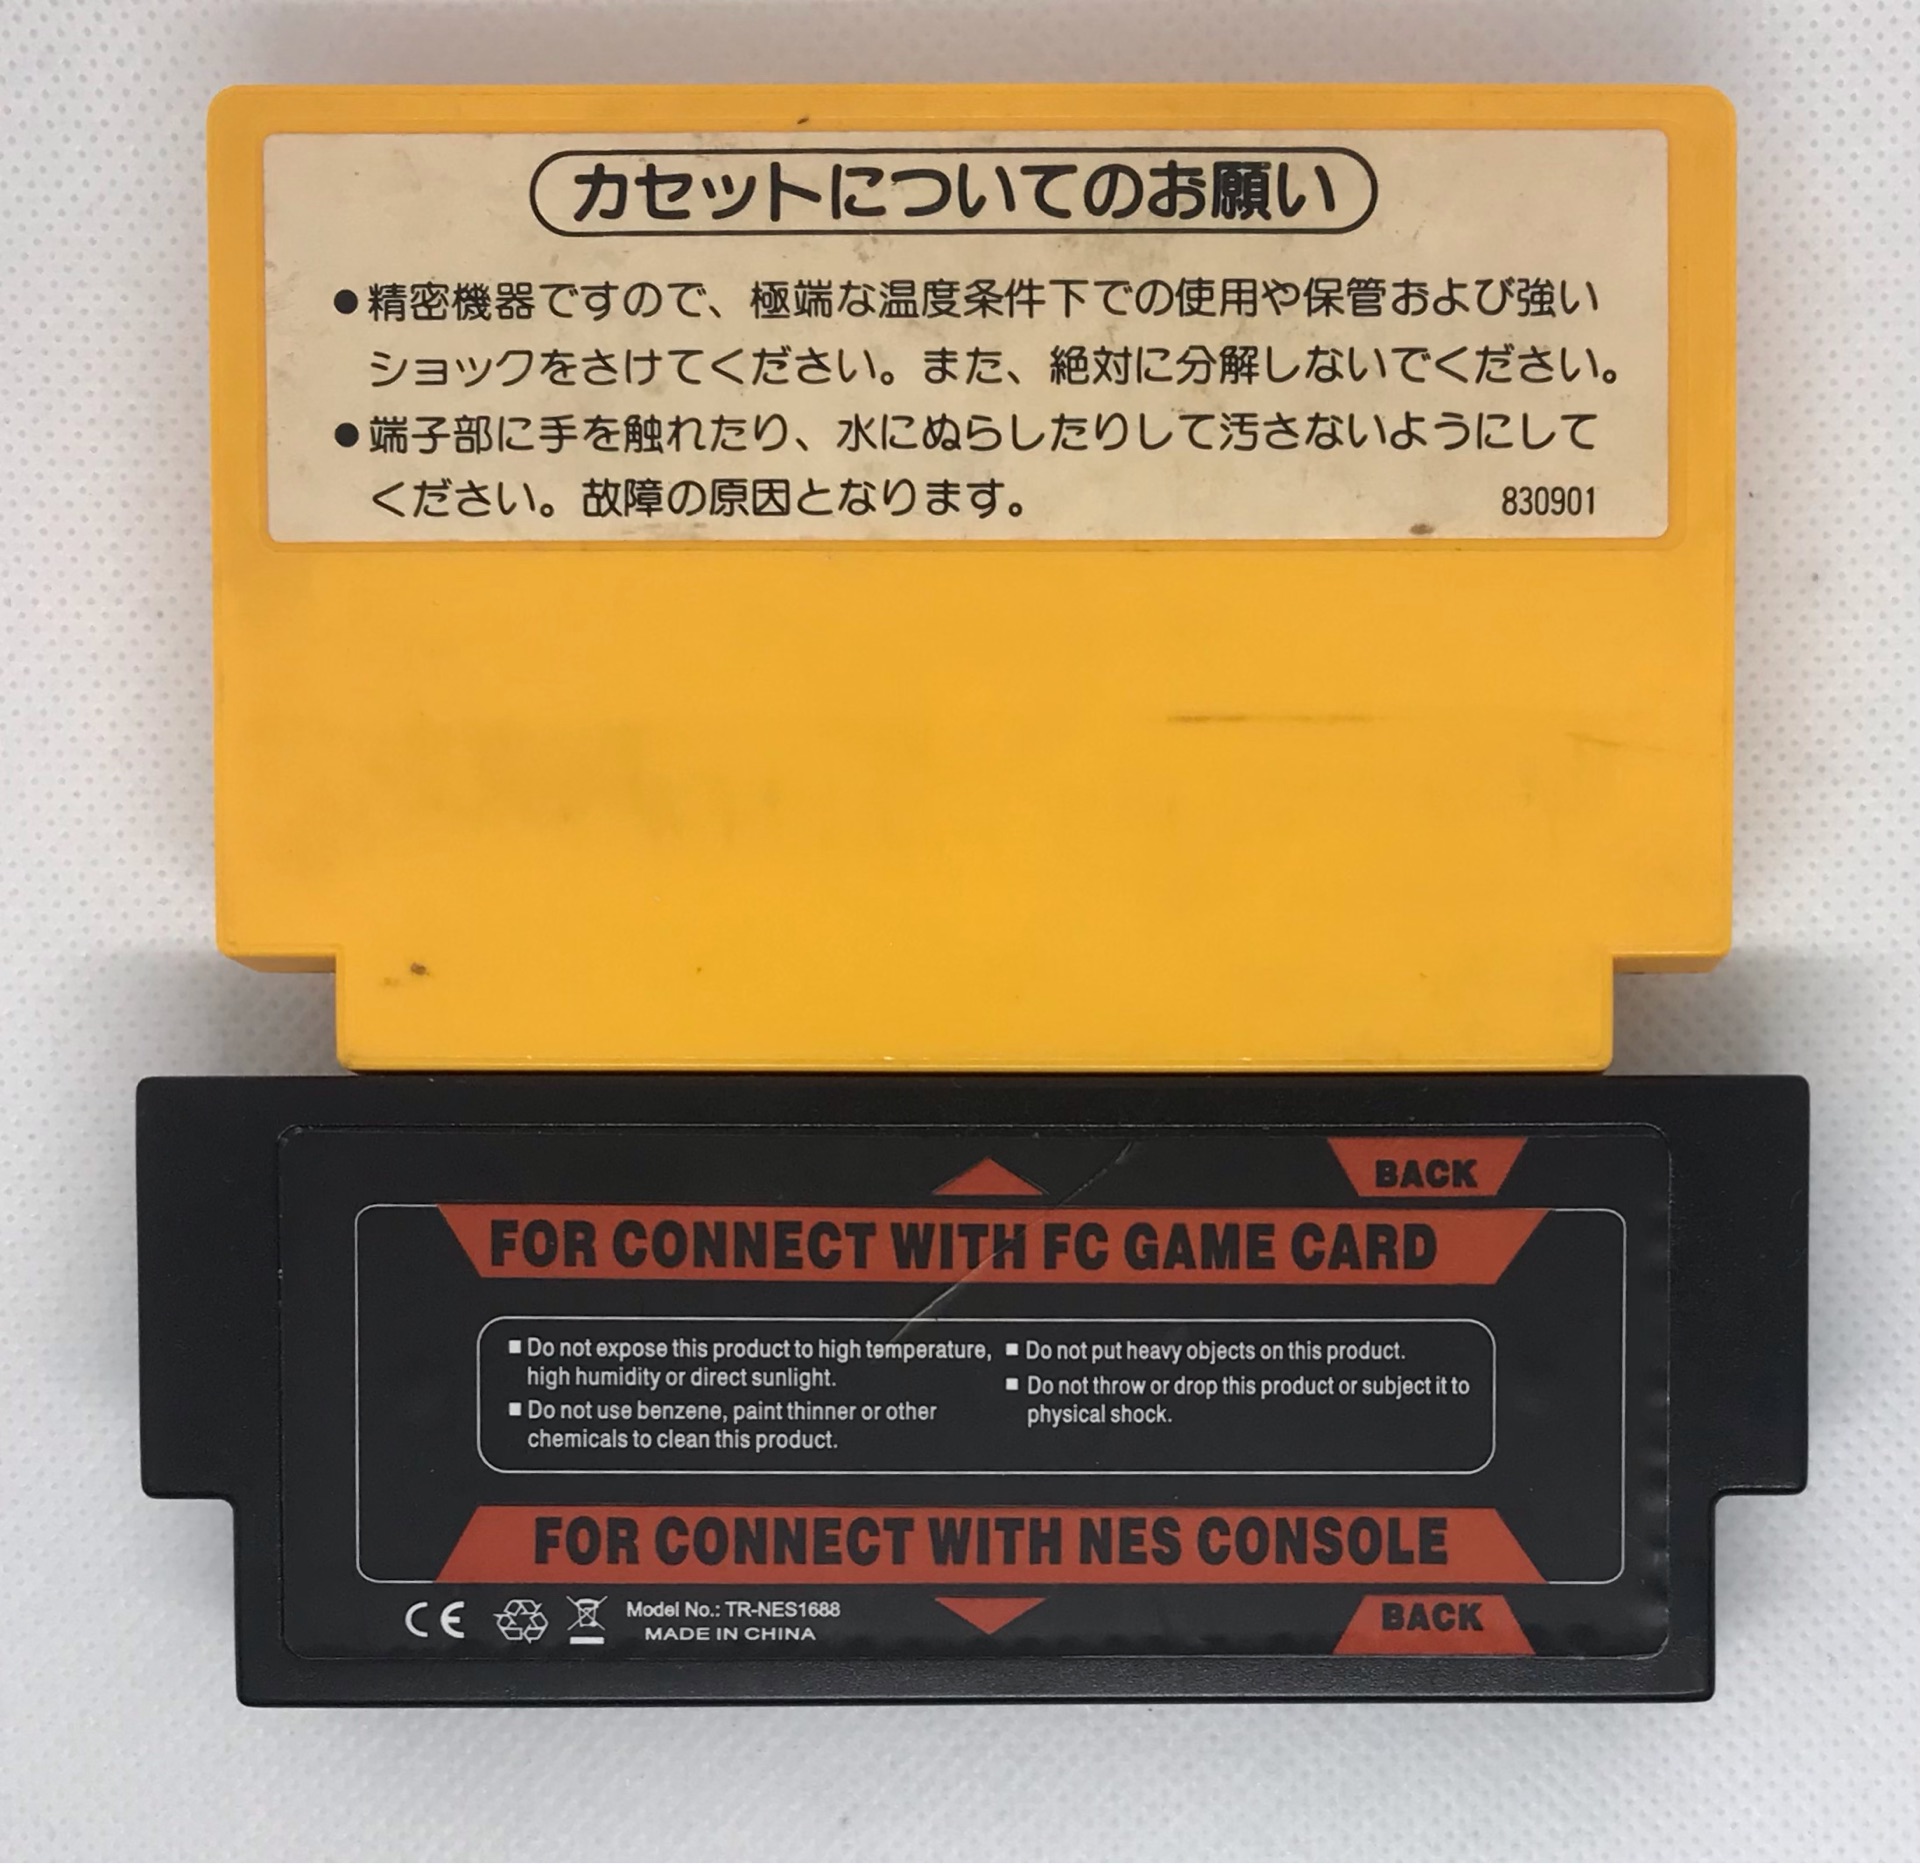 カセットについてのお願い
●精密機器ですので、極端な温度条件下での使用や保管および強い
ショックをさけてください。また、絶対に分解しないでください。
●端子部に手を触れたり、水にぬらしたりして汚さないようにして
ください。故障の原因となります。
830901
BACK
FOR CONNECT WITH FC GAME CARD
■ Do not expose this product to high temperature,
high humidity or direct sunlight.
■ Do not use benzene, paint thinner or other
chemicals to clean this product.
■ Do not put heavy objects on this product.
■ Do not throw or drop this product or subject it to
physical shock.
FOR CONNECT WITH NES CONSOLE
CE
Model No.: TR-NES1688
MADE IN CHINA
BACK